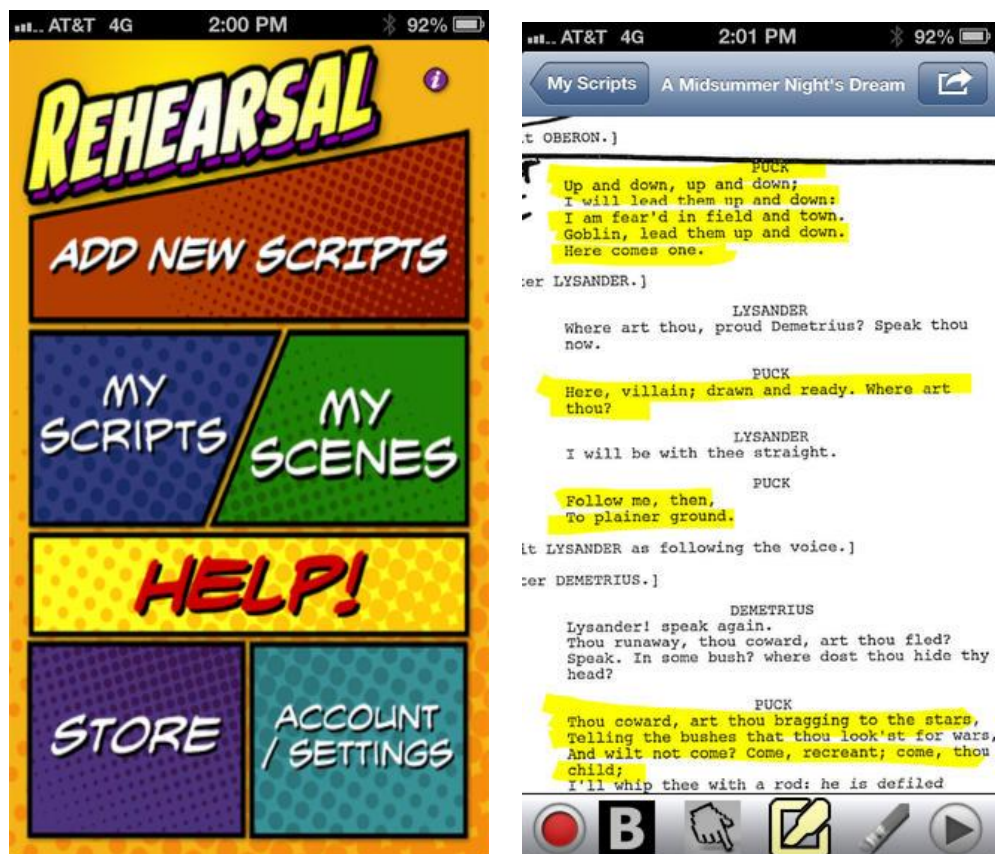 AT&T 4G 2:00 PM 92%
REHEARSAL
i
ADD NEW SCRIPTS
MY
SCRIPTS
MY
SCENES
HELP!
STORE
ACCOUNT
/ SETTINGS
AT&T 4G 2:01 PM 92%
My Scripts A Midsummer Night's Dream
t OBERON.]
PUCK
Up and down, up and down;
I will lead them up and down:
I am fear'd in field and town.
Goblin, lead them up and down.
Here comes one.
er LYSANDER.]
LYSANDER
Where art thou, proud Demetrius? Speak thou
now.
PUCK
Here, villain; drawn and ready. Where art
thou?
LYSANDER
I will be with thee straight.
PUCK
Follow me, then,
To plainer ground.
it LYSANDER as following the voice.]
er DEMETRIUS.]
DEMETRIUS
Lysander! speak again.
Thou runaway, thou coward, art thou fled?
Speak. In some bush? where dost thou hide thy
head?
PUCK
Thou coward, art thou bragging to the stars,
Telling the bushes that thou look'st for wars,
And wilt not come? Come, recreant; come, thou
child;
I'll whip thee with a rod: he is defiled
B